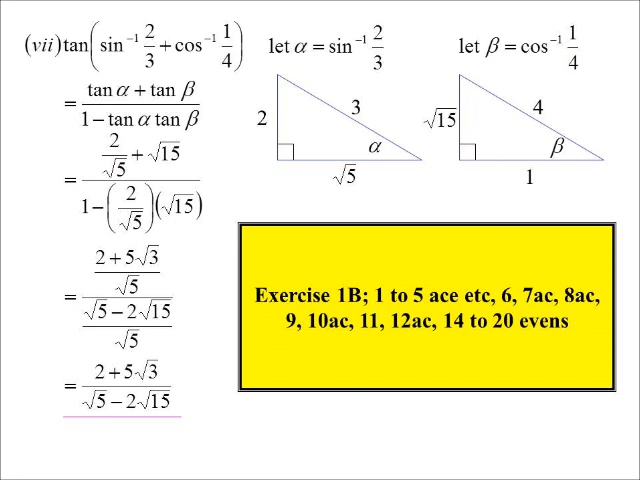 (vii) tan(sin⁻¹ 2/3 + cos⁻¹ 1/4)
let α = sin⁻¹ 2/3
let β = cos⁻¹ 1/4
= (tan α + tan β)/(1 − tan α tan β)
2
3
α
√5
√15
4
β
1
= (2/√5 + √15)/(1 − (2/√5)(√15))
= ((2 + 5√3)/√5)/((√5 − 2√15)/√5)
= (2 + 5√3)/(√5 − 2√15)
Exercise 1B; 1 to 5 ace etc, 6, 7ac, 8ac,
9, 10ac, 11, 12ac, 14 to 20 evens